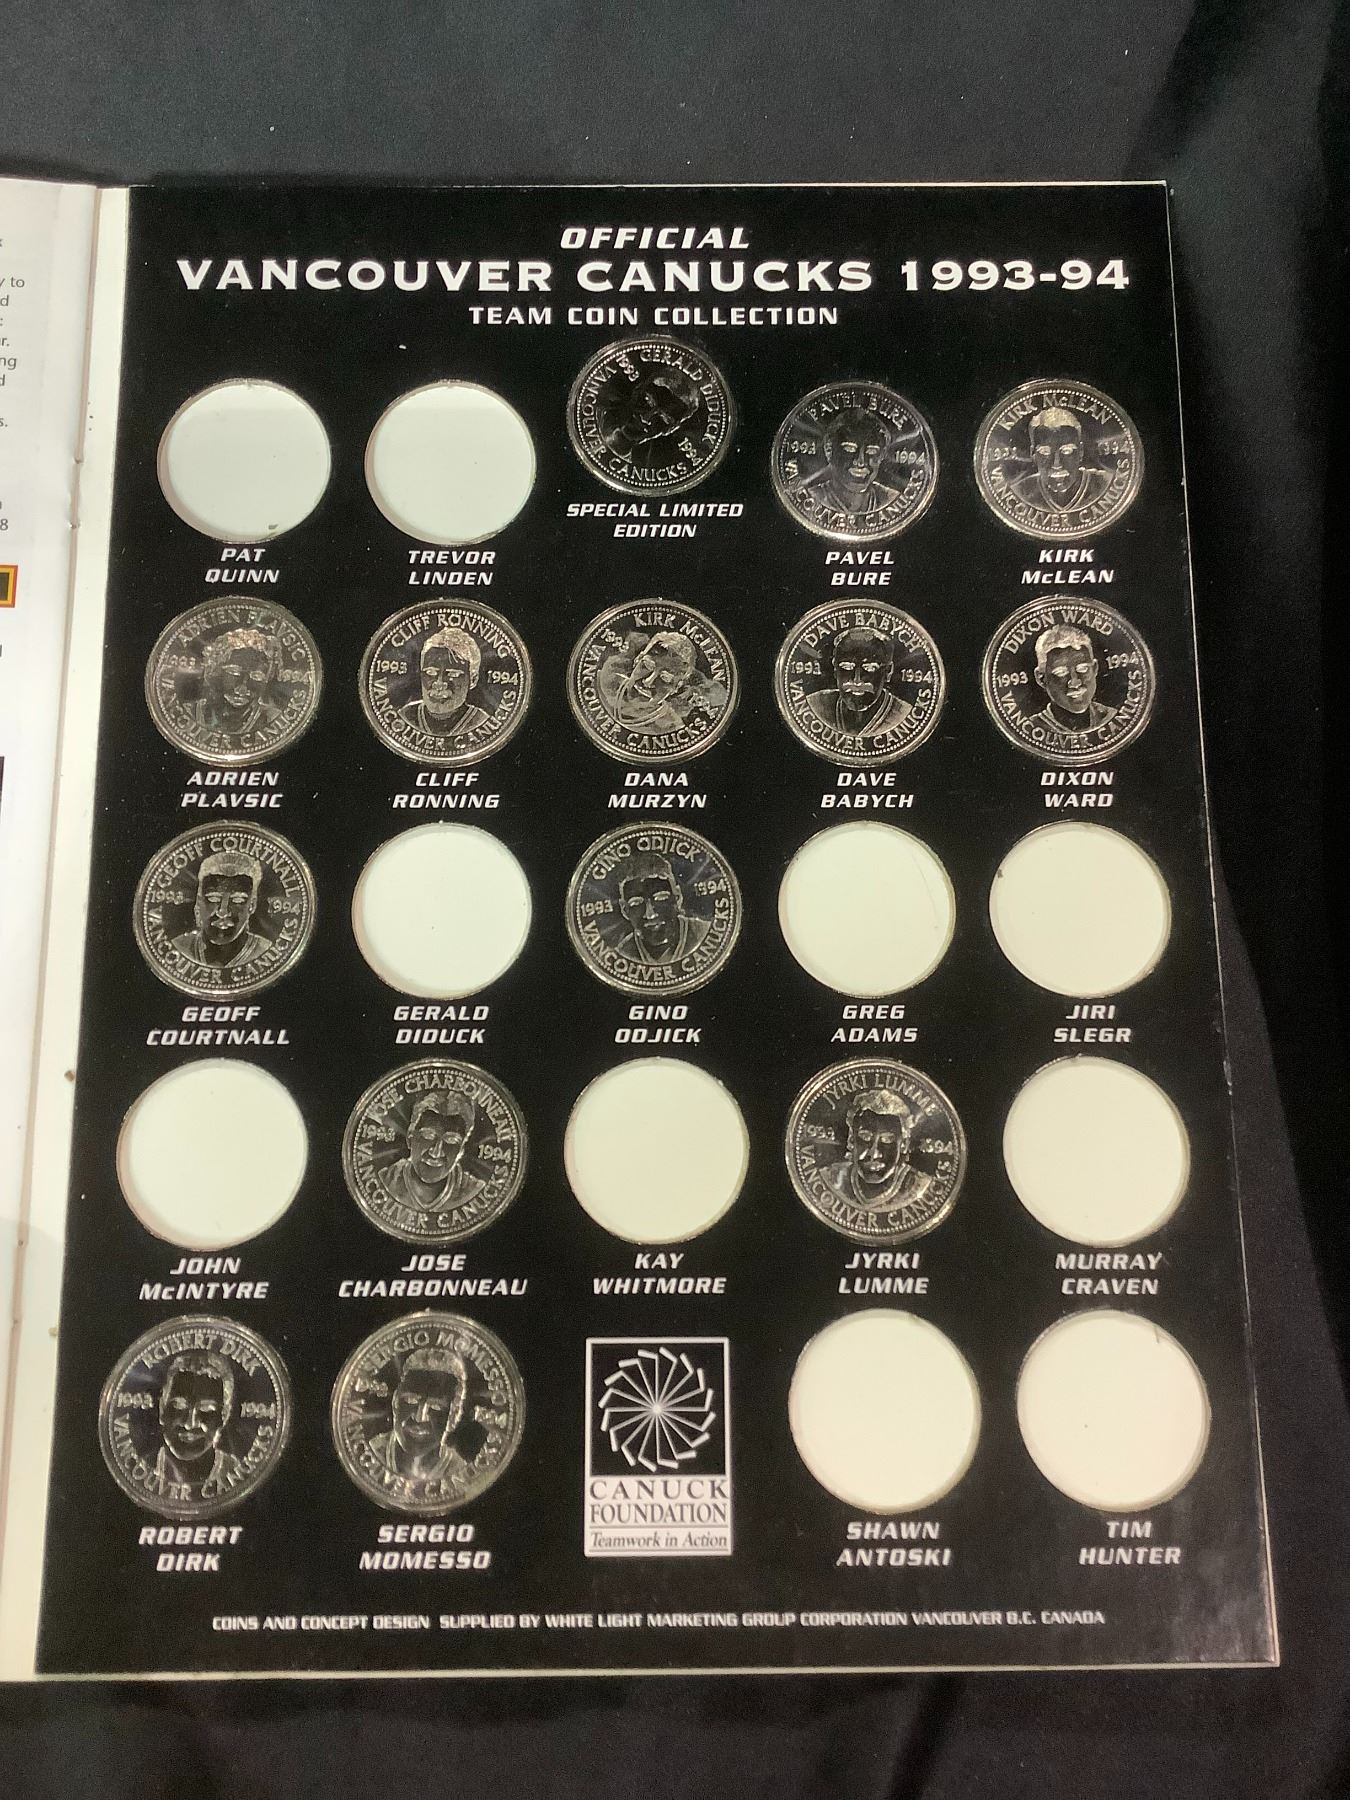 OFFICIAL
VANCOUVER CANUCKS 1993-94
TEAM COIN COLLECTION
GERALD DIDUCK
1993
1994
VANCOUVER CANUCKS
PAVEL BURE
1993 1994
VANCOUVER CANUCKS
KIRK McLEAN
1993 1994
VANCOUVER CANUCKS
PAT
QUINN
TREVOR
LINDEN
SPECIAL LIMITED
EDITION
PAVEL
BURE
KIRK
McLEAN
ADRIEN PLAVSIC
1993 1994
VANCOUVER CANUCKS
CLIFF RONNING
1993 1994
VANCOUVER CANUCKS
KIRK McLEAN
1993
VANCOUVER CANUCKS
DAVE BABYCH
1993 1994
VANCOUVER CANUCKS
DIXON WARD
1993 1994
VANCOUVER CANUCKS
ADRIEN
PLAVSIC
CLIFF
RONNING
DANA
MURZYN
DAVE
BABYCH
DIXON
WARD
GEOFF COURTNALL
1993 1994
VANCOUVER CANUCKS
GINO ODJICK
1993 1994
VANCOUVER CANUCKS
GEOFF
COURTNALL
GERALD
DIDUCK
GINO
ODJICK
GREG
ADAMS
JIRI
SLEGR
JOSE CHARBONNEAU
1993 1994
VANCOUVER CANUCKS
JYRKI LUMME
1993 1994
VANCOUVER CANUCKS
JOHN
McINTYRE
JOSE
CHARBONNEAU
KAY
WHITMORE
JYRKI
LUMME
MURRAY
CRAVEN
ROBERT DIRK
1993 1994
VANCOUVER CANUCKS
SERGIO MOMESSO
1993 1994
VANCOUVER CANUCKS
CANUCK
FOUNDATION
Teamwork in Action
ROBERT
DIRK
SERGIO
MOMESSO
SHAWN
ANTOSKI
TIM
HUNTER
COINS AND CONCEPT DESIGN SUPPLIED BY WHITE LIGHT MARKETING GROUP CORPORATION VANCOUVER B.C. CANADA